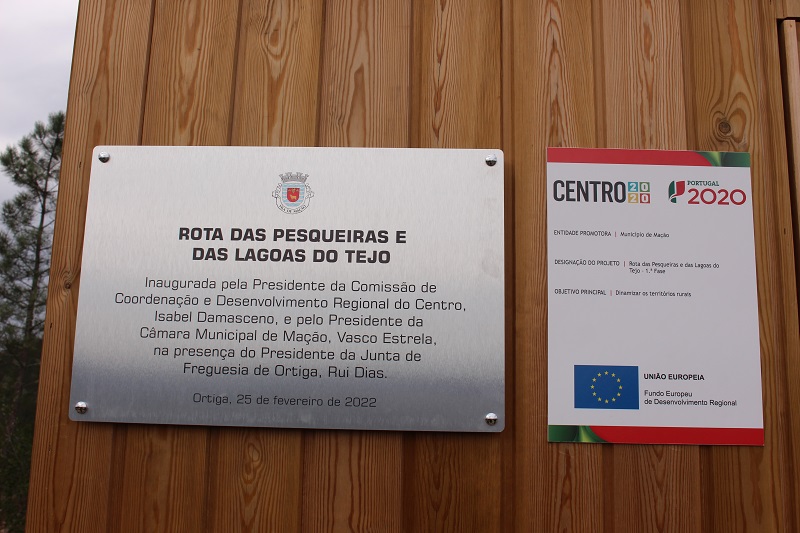 ROTA DAS PESQUEIRAS E
DAS LAGOAS DO TEJO
Inaugurada pela Presidente da Comissão de
Coordenação e Desenvolvimento Regional do Centro,
Isabel Damasceno, e pelo Presidente da
Câmara Municipal de Mação, Vasco Estrela,
na presença do Presidente da Junta de
Freguesia de Ortiga, Rui Dias.
Ortiga, 25 de fevereiro de 2022
CENTRO 2020
PORTUGAL
2020
ENTIDADE PROMOTORA | Município de Mação
DESIGNAÇÃO DO PROJETO | Rota das Pesqueiras e das Lagoas do
Tejo - 1.ª Fase
OBJETIVO PRINCIPAL | Dinamizar os territórios rurais
UNIÃO EUROPEIA
Fundo Europeu
de Desenvolvimento Regional